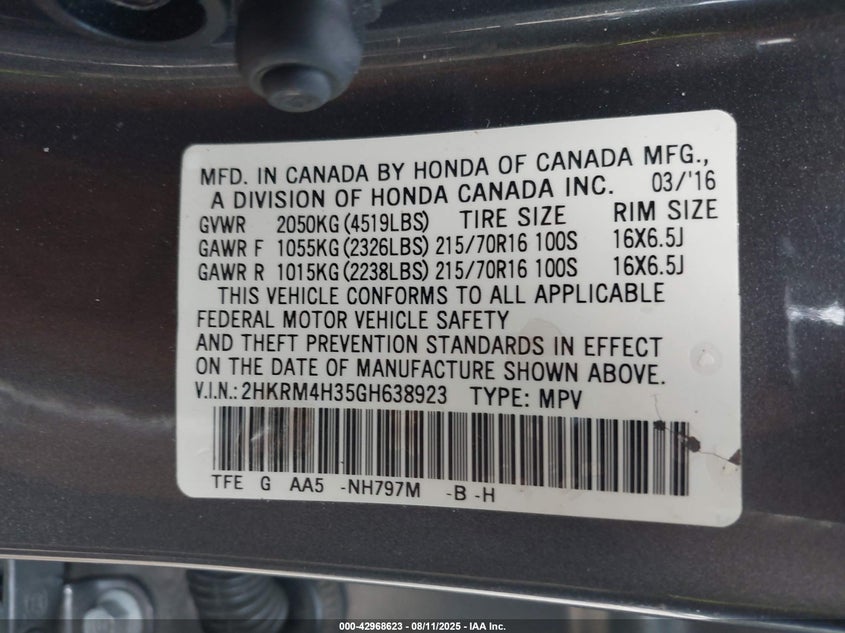 MFD. IN CANADA BY HONDA OF CANADA MFG.,
A DIVISION OF HONDA CANADA INC. 03/'16
GVWR 2050KG (4519LBS) TIRE SIZE RIM SIZE
GAWR F 1055KG (2326LBS) 215/70R16 100S 16X6.5J
GAWR R 1015KG (2238LBS) 215/70R16 100S 16X6.5J
THIS VEHICLE CONFORMS TO ALL APPLICABLE
FEDERAL MOTOR VEHICLE SAFETY
AND THEFT PREVENTION STANDARDS IN EFFECT
ON THE DATE OF MANUFACTURE SHOWN ABOVE.
V.I.N.: 2HKRM4H35GH638923 TYPE: MPV
TFE G AA5 -NH797M -B -H
000-42968623 - 08/11/2025 - IAA Inc.